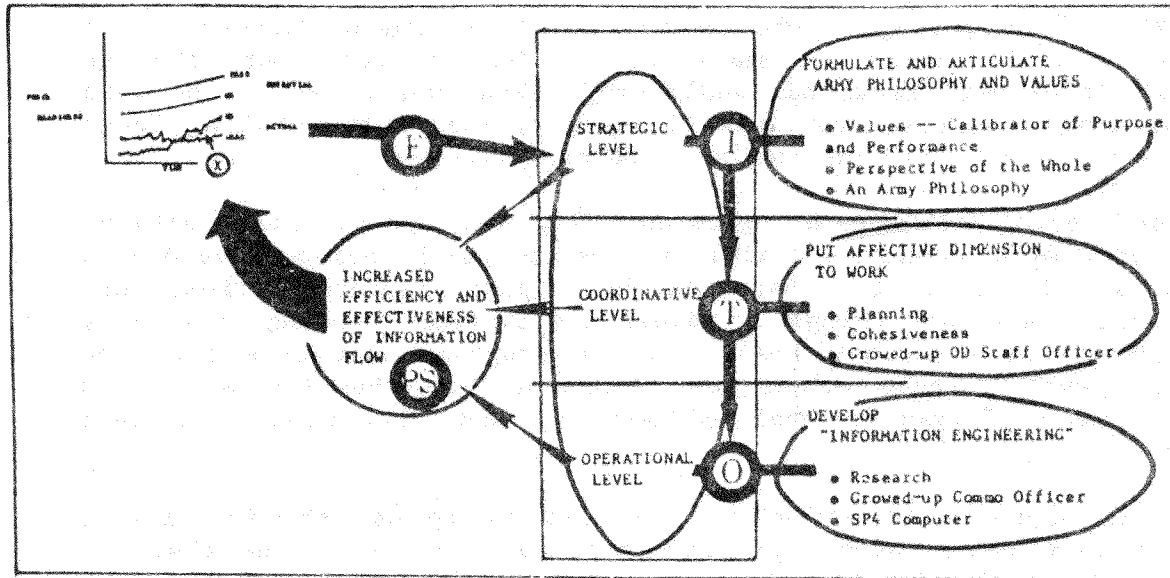 POTENTIAL
ACTUAL
X
F
STRATEGIC
LEVEL
I
FORMULATE AND ARTICULATE
ARMY PHILOSOPHY AND VALUES
● Values -- Calibrator of Purpose
and Performance
● Perspective of the Whole
● An Army Philosophy
INCREASED
EFFICIENCY AND
EFFECTIVENESS
OF INFORMATION
FLOW
PS
COORDINATIVE
LEVEL
T
PUT AFFECTIVE DIMENSION
TO WORK
● Planning
● Cohesiveness
● Growed-up OD Staff Officer
OPERATIONAL
LEVEL
O
DEVELOP
"INFORMATION ENGINEERING"
● Research
● Growed-up Commo Officer
● SP4 Computer